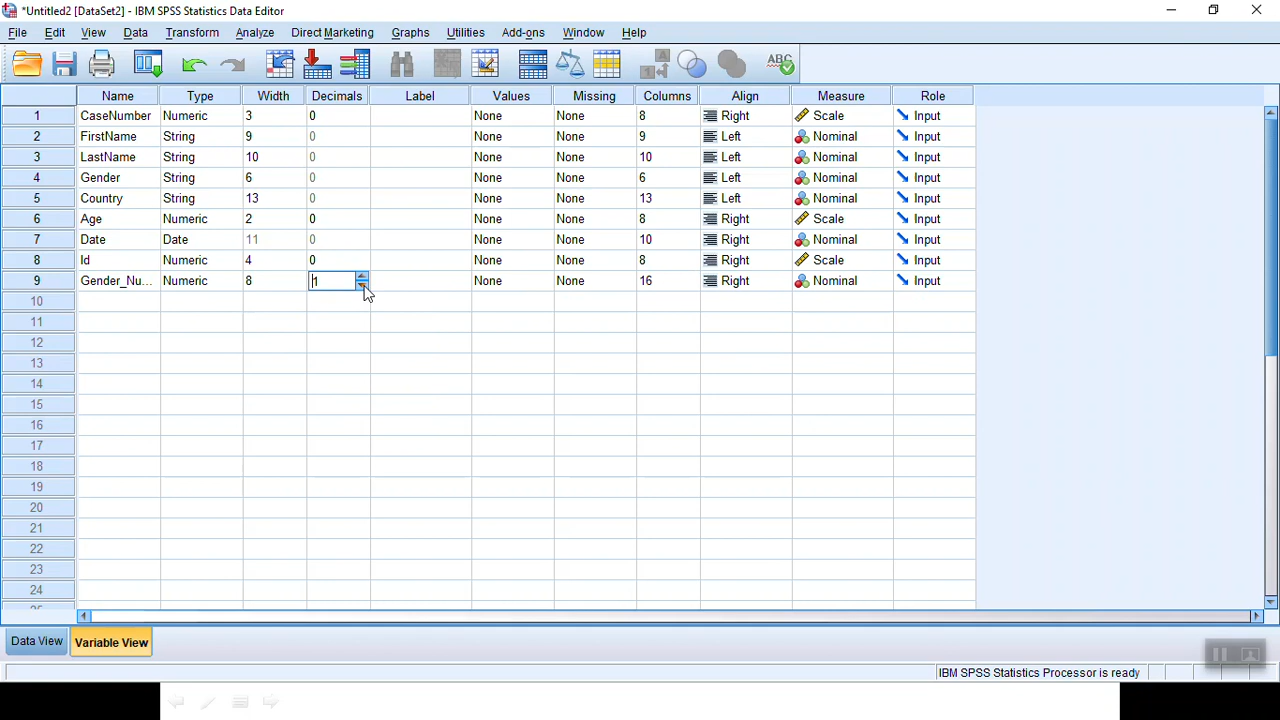 *Untitled2 [DataSet2] - IBM SPSS Statistics Data Editor
File Edit View Data Transform Analyze Direct Marketing Graphs Utilities Add-ons Window Help
Name Type Width Decimals Label Values Missing Columns Align Measure Role
1 CaseNumber Numeric 3 0 None None 8 Right Scale Input
2 FirstName String 9 0 None None 9 Left Nominal Input
3 LastName String 10 0 None None 10 Left Nominal Input
4 Gender String 6 0 None None 6 Left Nominal Input
5 Country String 13 0 None None 13 Left Nominal Input
6 Age Numeric 2 0 None None 8 Right Scale Input
7 Date Date 11 0 None None 10 Right Nominal Input
8 Id Numeric 4 0 None None 8 Right Scale Input
9 Gender_Nu... Numeric 8 1 None None 16 Right Nominal Input
10
11
12
13
14
15
16
17
18
19
20
21
22
23
24
Data View Variable View
IBM SPSS Statistics Processor is ready